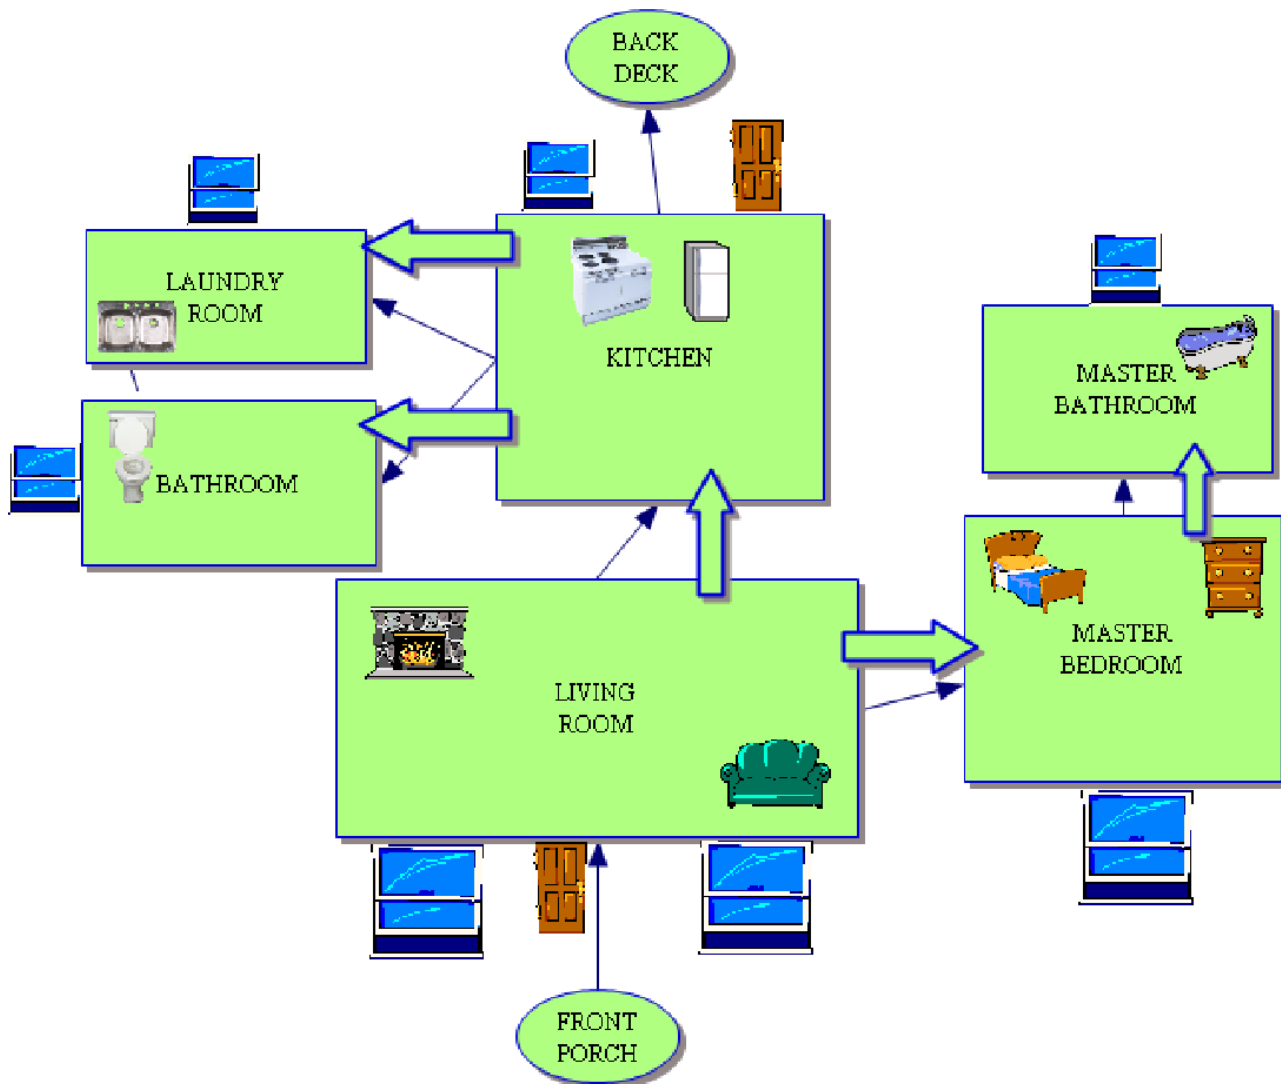 BACK
DECK
LAUNDRY
ROOM
KITCHEN
MASTER
BATHROOM
BATHROOM
MASTER
BEDROOM
LIVING
ROOM
FRONT
PORCH